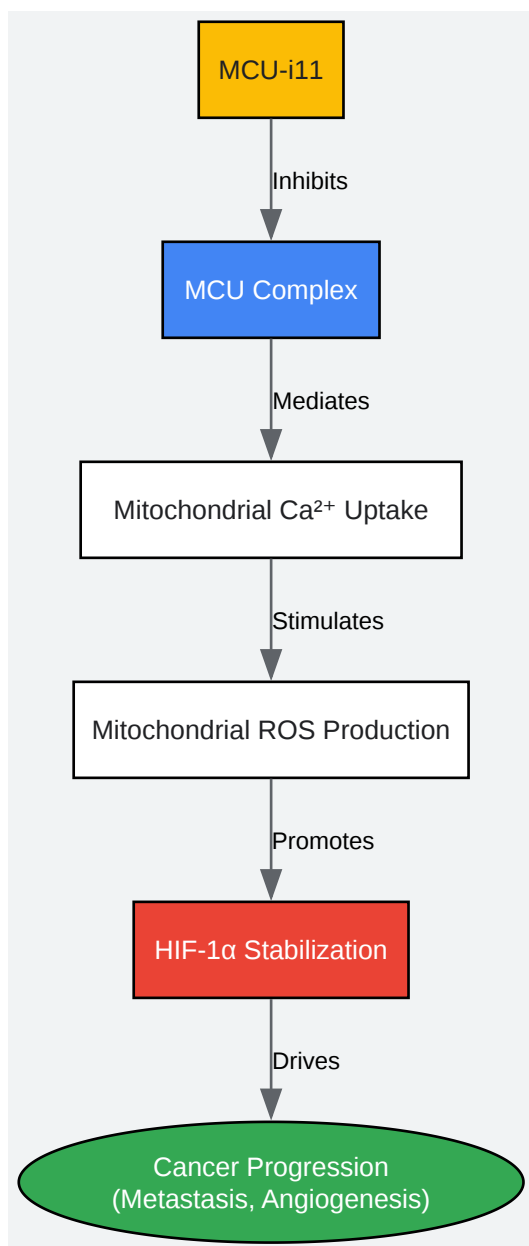 MCU-i11
Inhibits
MCU Complex
Mediates
Mitochondrial Ca²⁺ Uptake
Stimulates
Mitochondrial ROS Production
Promotes
HIF-1α Stabilization
Drives
Cancer Progression
(Metastasis, Angiogenesis)